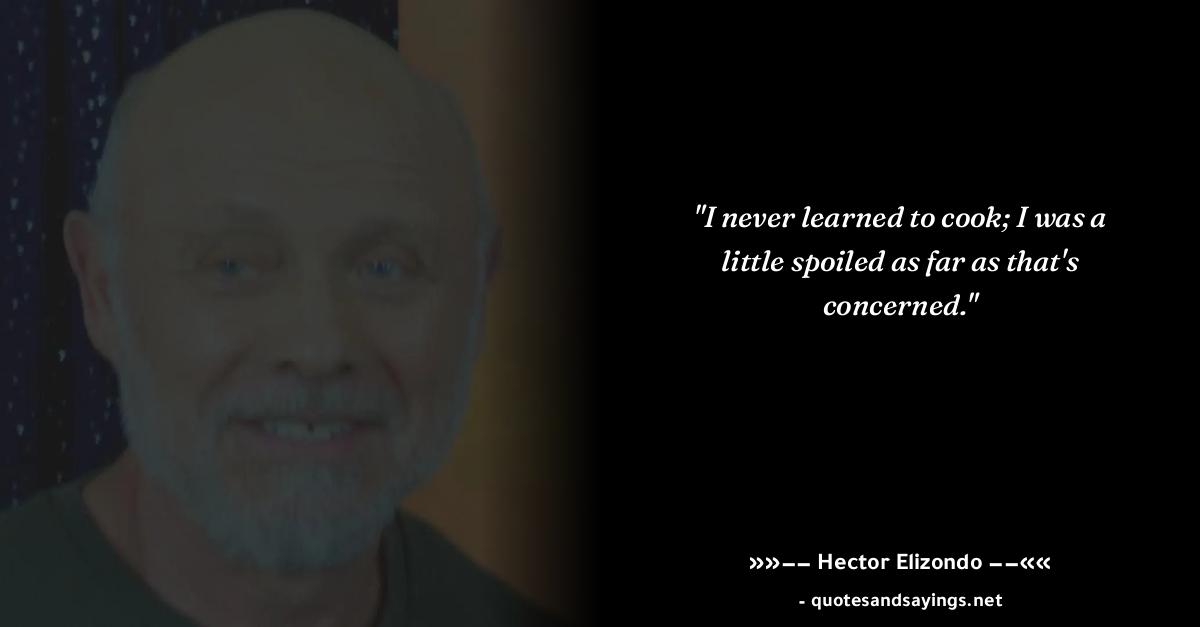 "I never learned to cook; I was a
little spoiled as far as that's
concerned."
»»–– Hector Elizondo ––««
- quotesandsayings.net